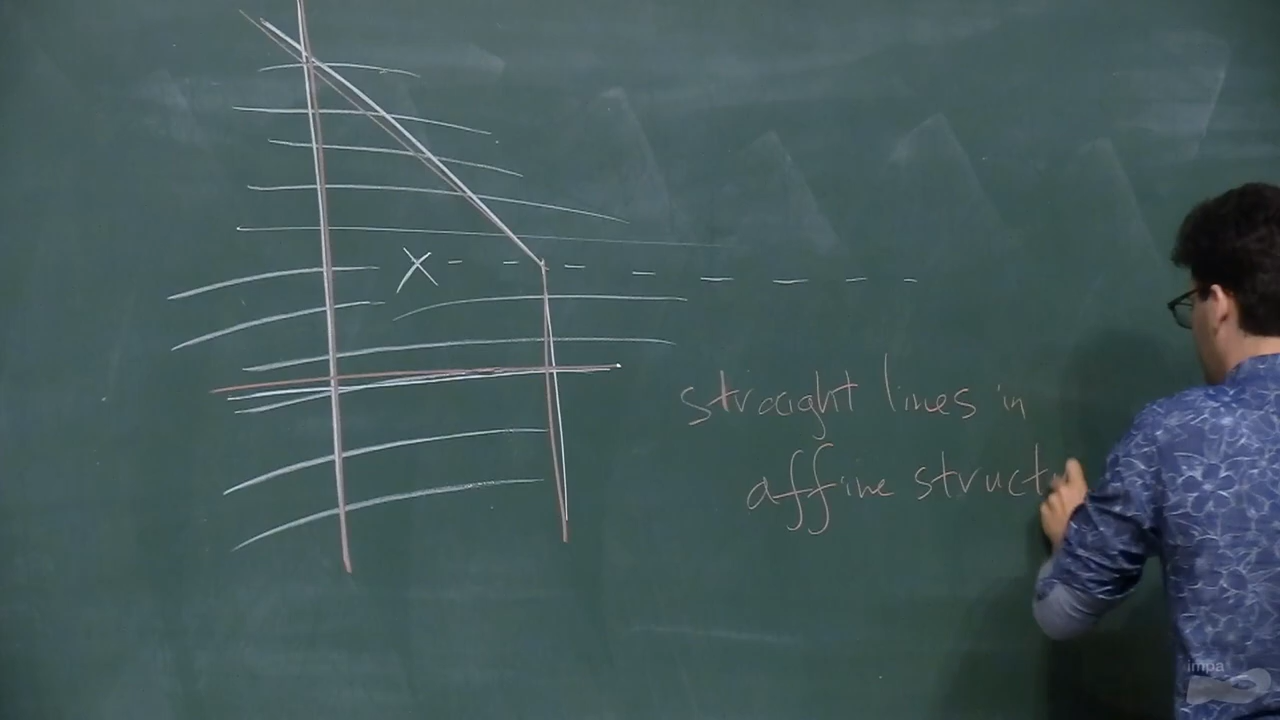 straight lines in
affine struct
impa